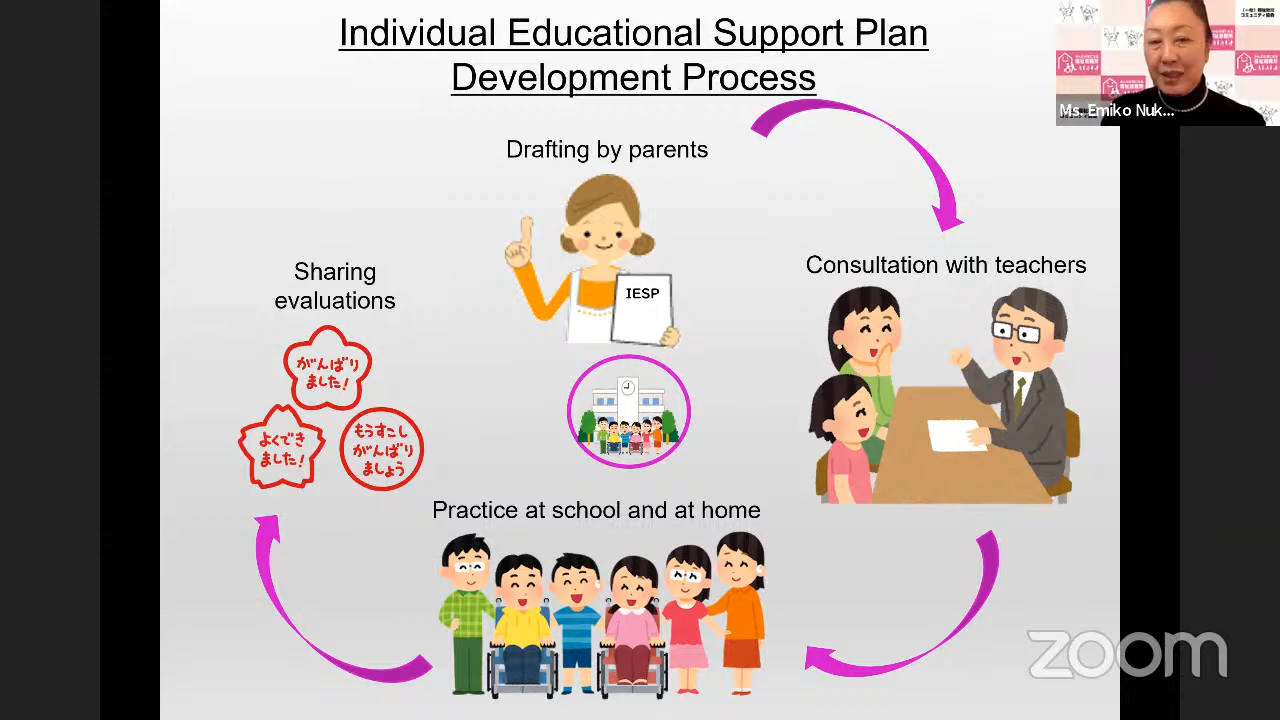 Individual Educational Support Plan
Development Process
Drafting by parents
IESP
Consultation with teachers
Sharing
evaluations
がんばり
ました!
よくでき
ました!
もうすこし
がんばり
ましょう
Practice at school and at home
Ms. Emiko Nuk...
zoom